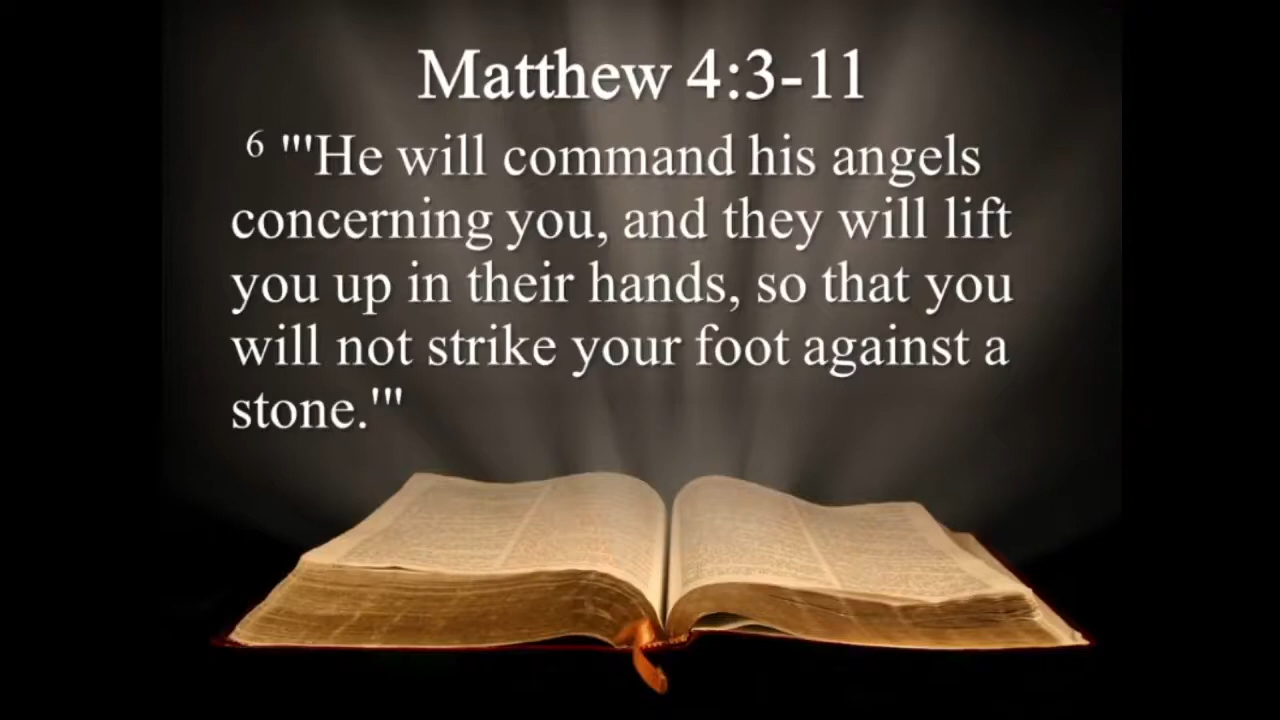 Matthew 4:3-11
6 "'He will command his angels
concerning you, and they will lift
you up in their hands, so that you
will not strike your foot against a
stone.'"